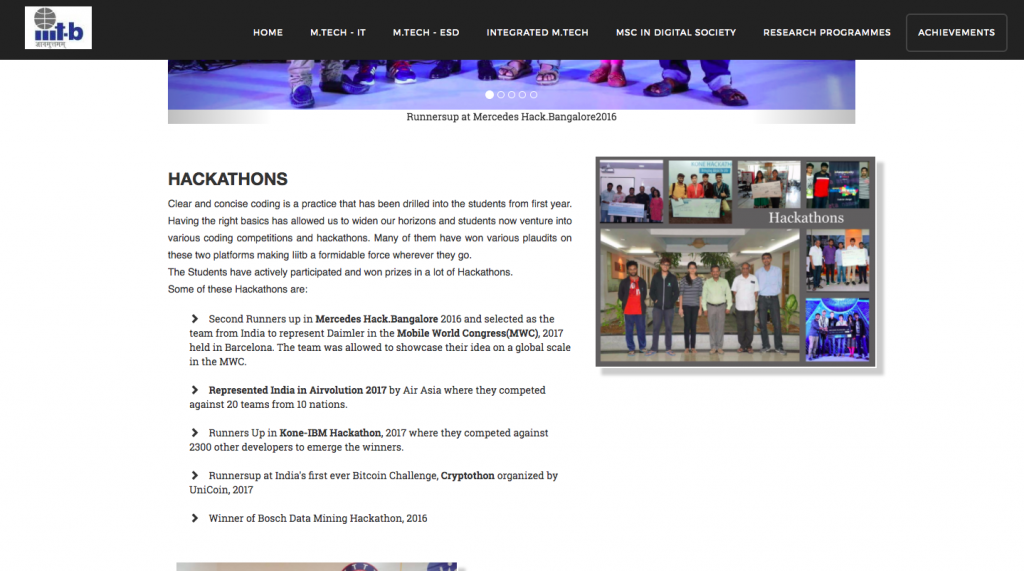 iiit-b
ज्ञानमुत्तमम्
HOME
M.TECH - IT
M.TECH - ESD
INTEGRATED M.TECH
MSC IN DIGITAL SOCIETY
RESEARCH PROGRAMMES
ACHIEVEMENTS
Runnersup at Mercedes Hack.Bangalore2016
HACKATHONS
Clear and concise coding is a practice that has been drilled into the students from first year.
Having the right basics has allowed us to widen our horizons and students now venture into
various coding competitions and hackathons. Many of them have won various plaudits on
these two platforms making Iiitb a formidable force wherever they go.
The Students have actively participated and won prizes in a lot of Hackathons.
Some of these Hackathons are:
Second Runners up in Mercedes Hack.Bangalore 2016 and selected as the
team from India to represent Daimler in the Mobile World Congress(MWC), 2017
held in Barcelona. The team was allowed to showcase their idea on a global scale
in the MWC.
Represented India in Airvolution 2017 by Air Asia where they competed
against 20 teams from 10 nations.
Runners Up in Kone-IBM Hackathon, 2017 where they competed against
2300 other developers to emerge the winners.
Runnersup at India's first ever Bitcoin Challenge, Cryptothon organized by
UniCoin, 2017
Winner of Bosch Data Mining Hackathon, 2016
KONE HACKATH
Hackathons